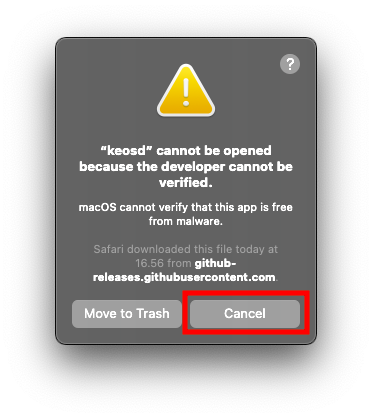 ?
“keosd” cannot be opened
because the developer cannot be
verified.
macOS cannot verify that this app is free
from malware.
Safari downloaded this file today at
16.56 from github-
releases.githubusercontent.com
Move to Trash
Cancel